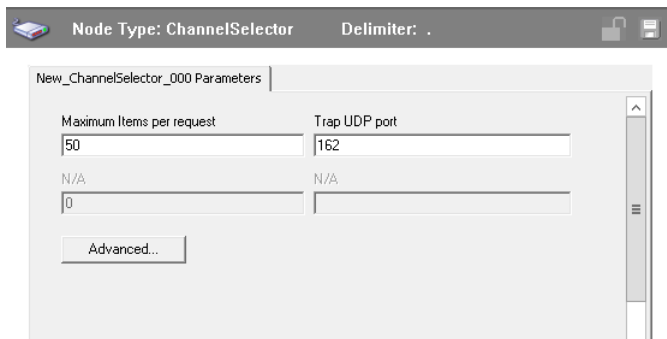 Node Type: ChannelSelector Delimiter: .
New_ChannelSelector_000 Parameters
Maximum Items per request Trap UDP port
50 162
N/A N/A
0
Advanced...